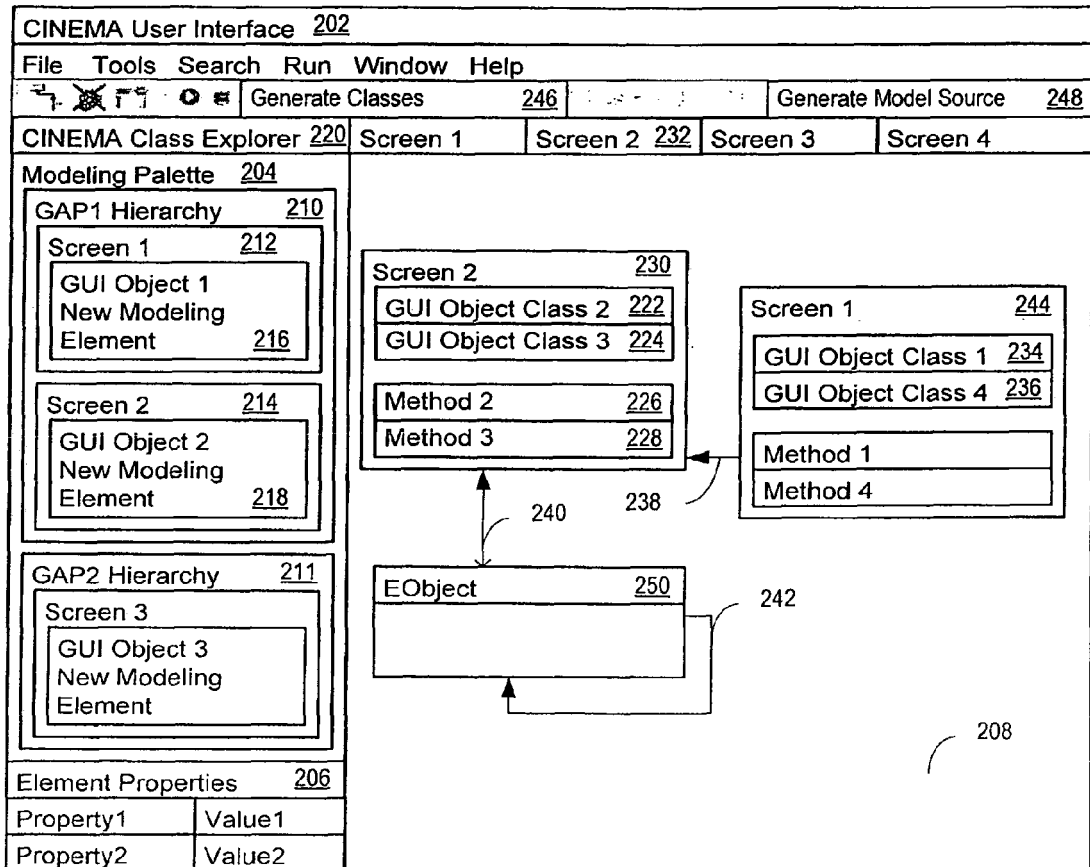 CINEMA User Interface 202
File Tools Search Run Window Help
Generate Classes 246 Generate Model Source 248
CINEMA Class Explorer 220 Screen 1 Screen 2 232 Screen 3 Screen 4
Modeling Palette 204
GAP1 Hierarchy 210
Screen 1 212
GUI Object 1
New Modeling
Element 216
Screen 2 214
GUI Object 2
New Modeling
Element 218
GAP2 Hierarchy 211
Screen 3
GUI Object 3
New Modeling
Element
Element Properties 206
Property1 Value1
Property2 Value2
Screen 2 230
GUI Object Class 2 222
GUI Object Class 3 224
Method 2 226
Method 3 228
Screen 1 244
GUI Object Class 1 234
GUI Object Class 4 236
Method 1
Method 4
238
240
EObject 250
242
208